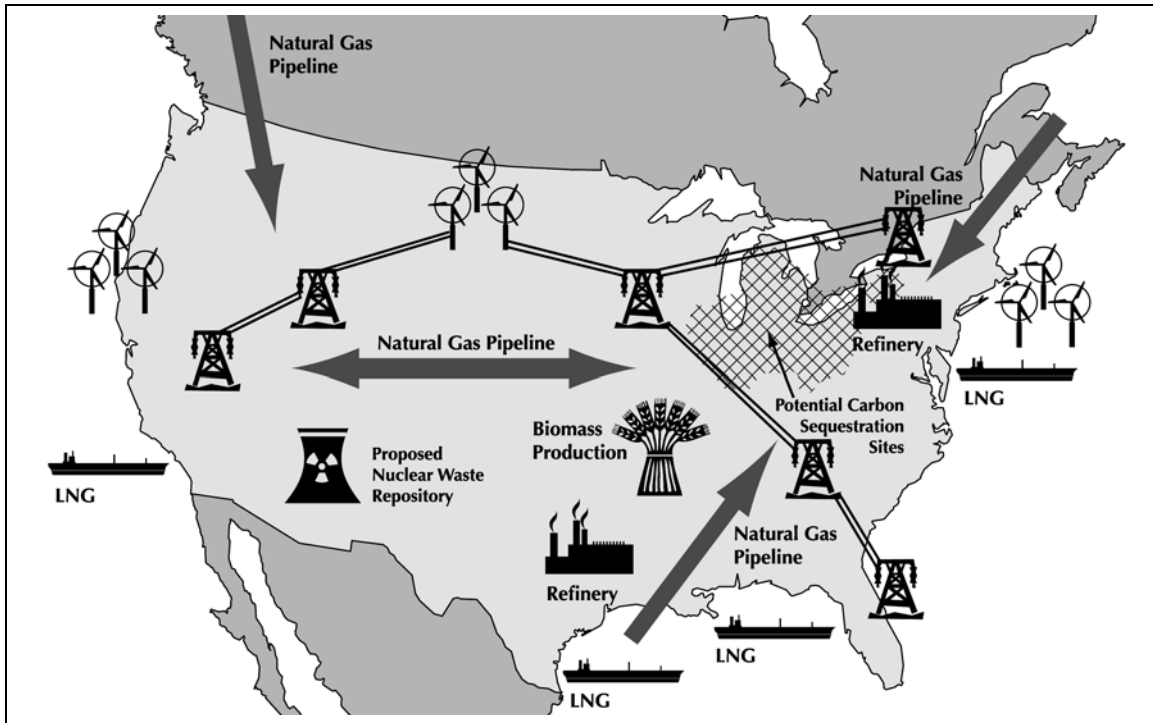 Natural Gas
Pipeline
Natural Gas
Pipeline
Natural Gas Pipeline
Refinery
LNG
Potential Carbon
Sequestration
Sites
Biomass
Production
Proposed
Nuclear Waste
Repository
LNG
Natural Gas
Pipeline
Refinery
LNG
LNG